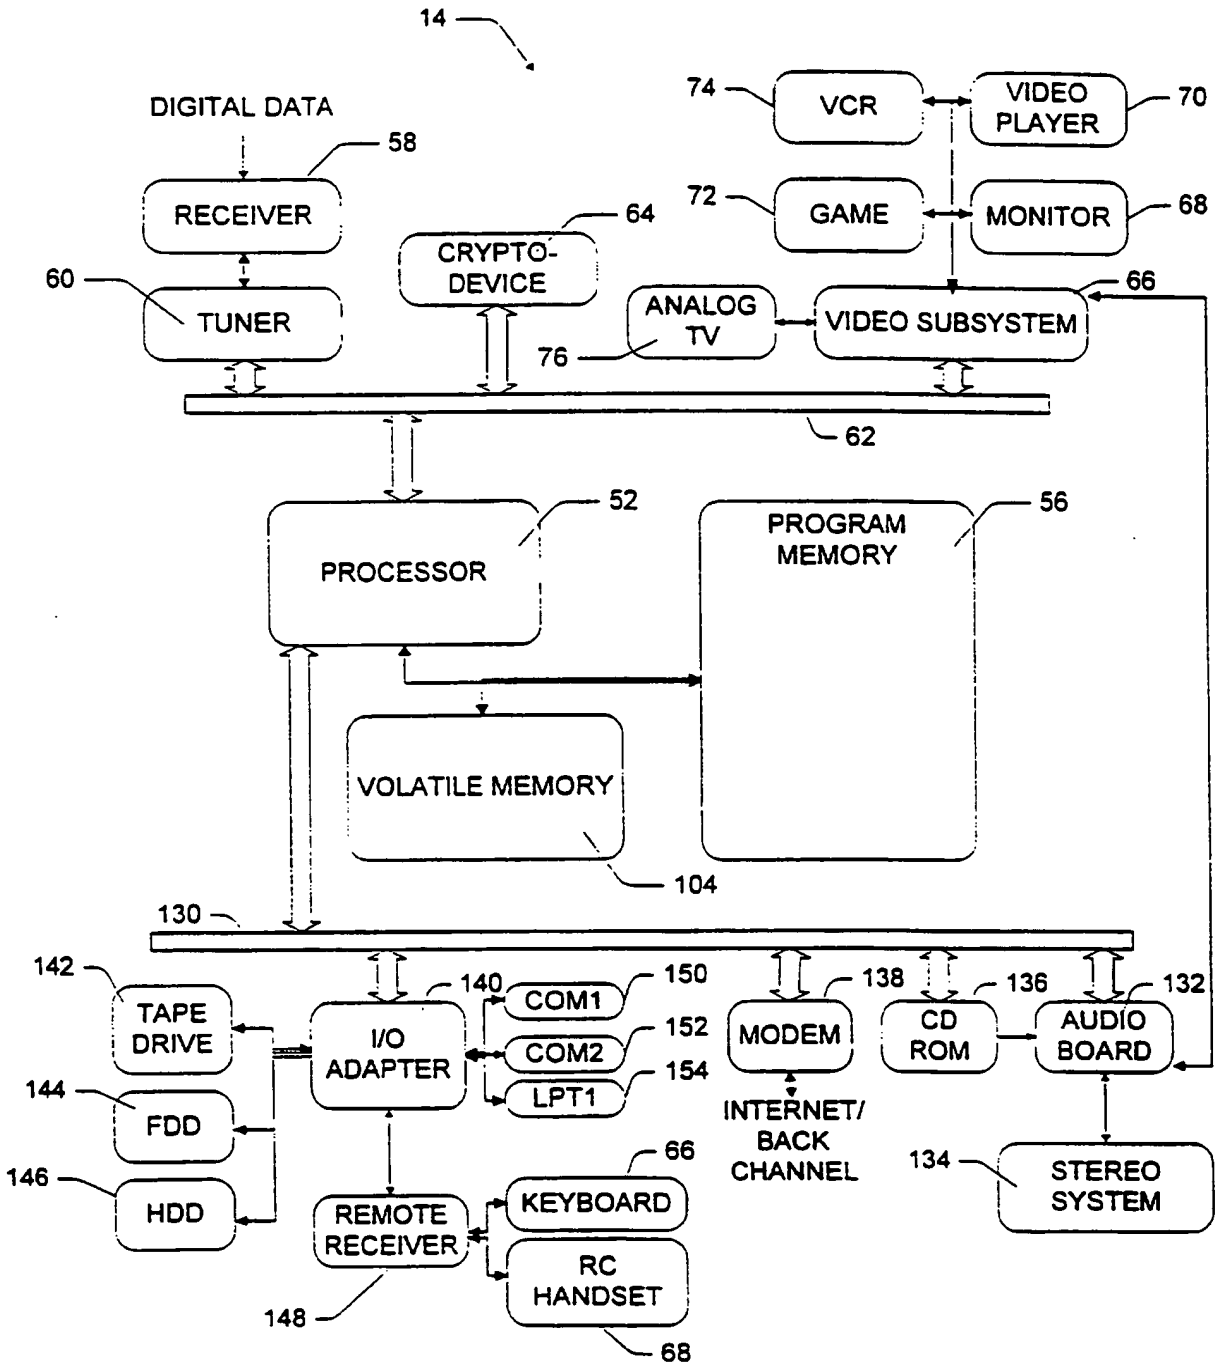 14
DIGITAL DATA
58
RECEIVER
60
TUNER
64
CRYPTO-
DEVICE
74
VCR
VIDEO
PLAYER
70
72
GAME
MONITOR
68
ANALOG
TV
76
66
VIDEO SUBSYSTEM
62
52
PROCESSOR
56
PROGRAM
MEMORY
VOLATILE MEMORY
104
130
142
TAPE
DRIVE
140
I/O
ADAPTER
COM1
150
COM2
152
LPT1
154
138
MODEM
INTERNET/
BACK
CHANNEL
136
CD
ROM
132
AUDIO
BOARD
144
FDD
146
HDD
REMOTE
RECEIVER
148
66
KEYBOARD
RC
HANDSET
68
134
STEREO
SYSTEM